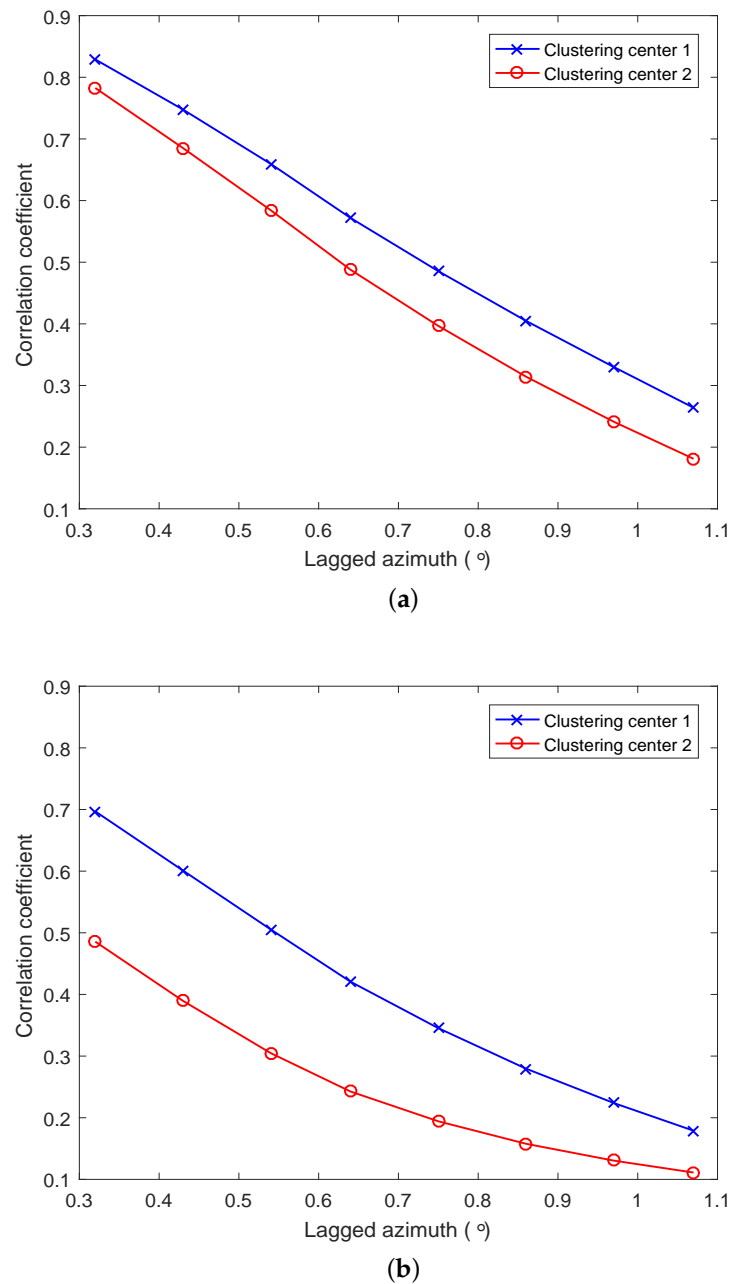 0.9
0.8
0.7
0.6
0.5
0.4
0.3
0.2
0.1
Correlation coefficient
Clustering center 1
Clustering center 2
0.3 0.4 0.5 0.6 0.7 0.8 0.9 1 1.1
Lagged azimuth ( °)
(a)
0.9
0.8
0.7
0.6
0.5
0.4
0.3
0.2
0.1
Correlation coefficient
Clustering center 1
Clustering center 2
0.3 0.4 0.5 0.6 0.7 0.8 0.9 1 1.1
Lagged azimuth ( °)
(b)